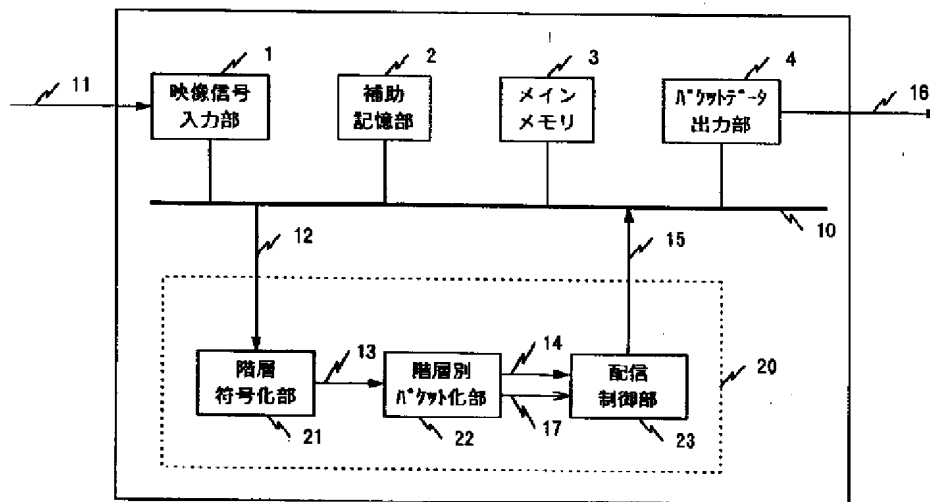 1
2
3
4
11
映像信号
入力部
補助
記憶部
メイン
メモリ
パケットデータ
出力部
16
12
15
10
13
14
20
階層
符号化部
階層別
パケット化部
配信
制御部
21
22
17
23